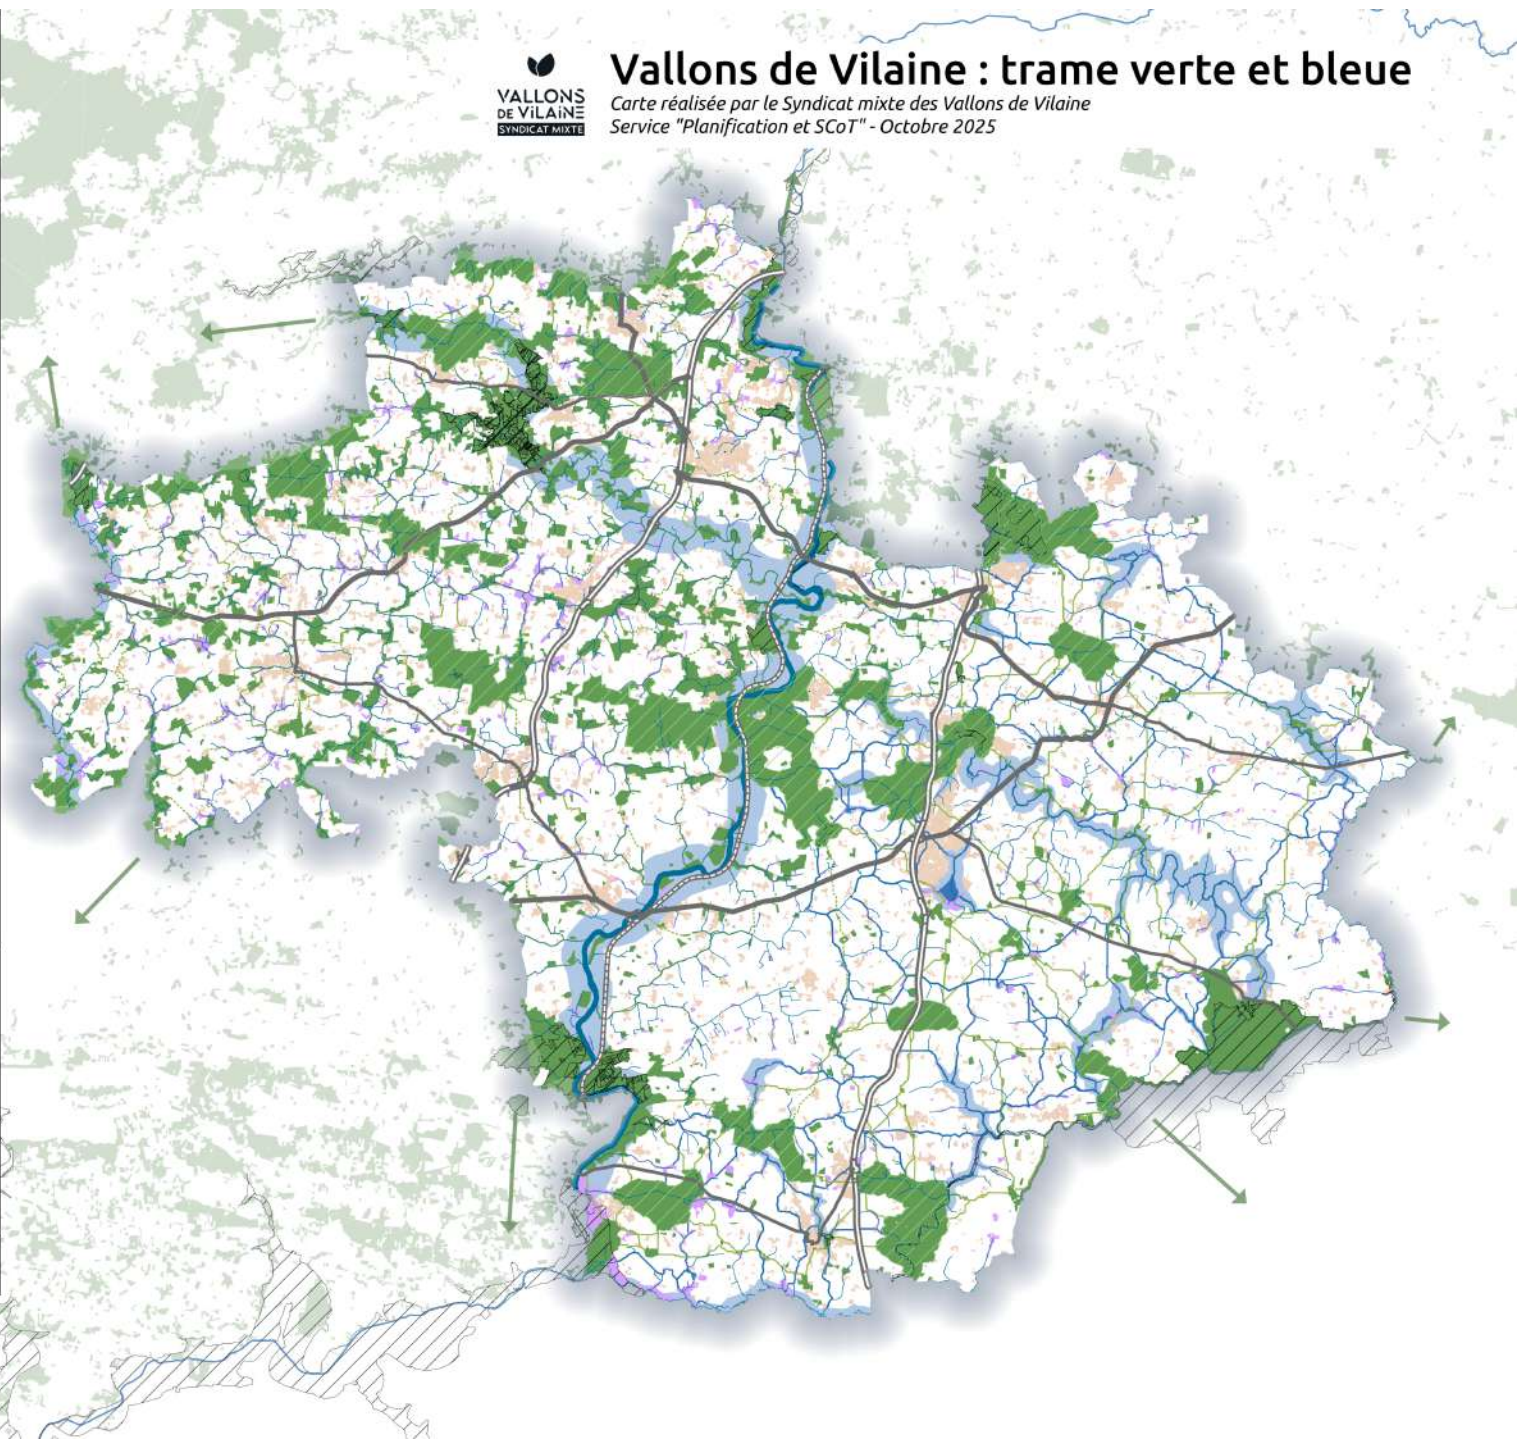 Vallons de Vilaine : trame verte et bleue
VALLONS
DE ViLAiNE
SYNDICAT MIXTE
Carte réalisée par le Syndicat mixte des Vallons de Vilaine
Service "Planification et SCoT" - Octobre 2025